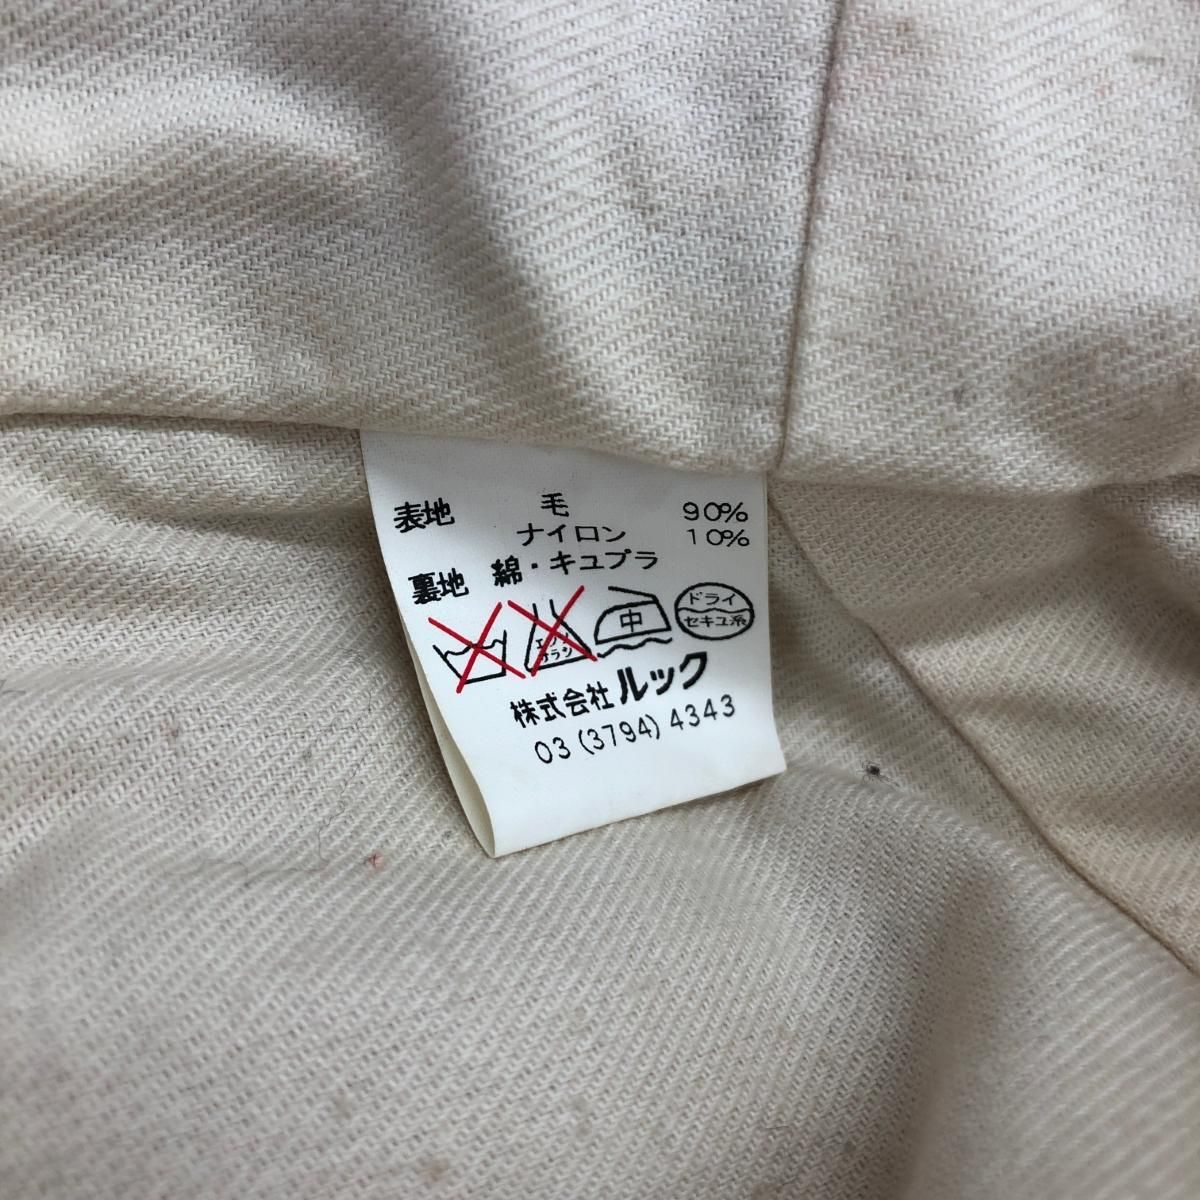 表地 毛 90%
ナイロン 10%
裏地 綿・キュプラ
エンソ サラシ
中
ドライ
セキユ系
株式会社 ルック
03 (3794) 4343